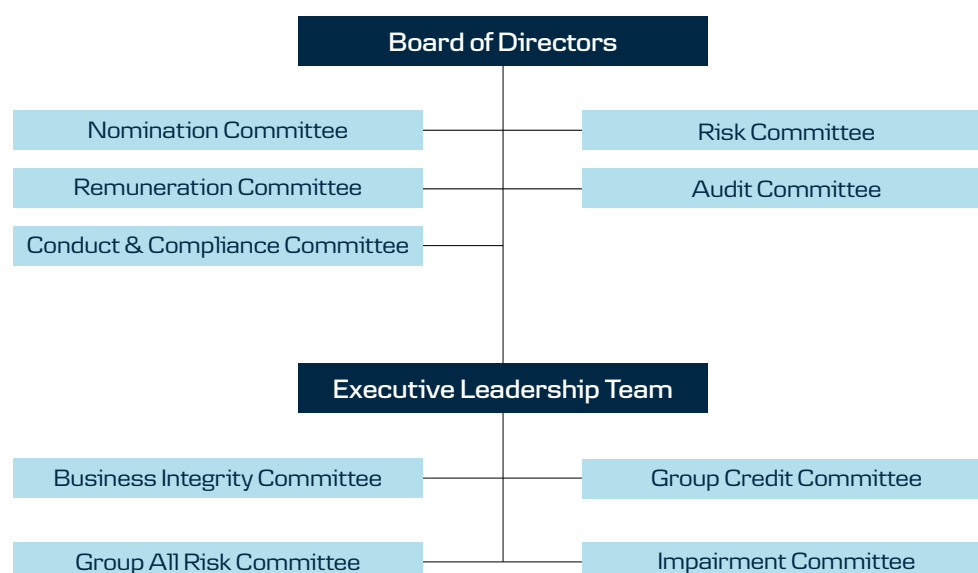 Board of Directors
Nomination Committee
Risk Committee
Remuneration Committee
Audit Committee
Conduct & Compliance Committee
Executive Leadership Team
Business Integrity Committee
Group Credit Committee
Group All Risk Committee
Impairment Committee